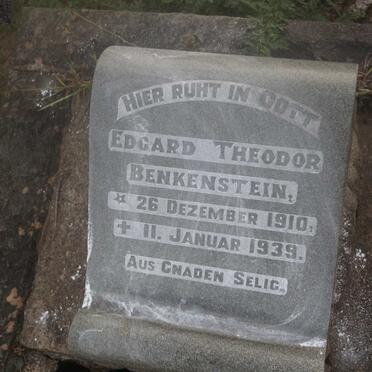 HIER RUHT IN GOTT
EDGARD THEODOR
BENKENSTEIN,
* 26 DEZEMBER 1910,
+ 11. JANUAR 1939.
AUS GNADEN SELIG.